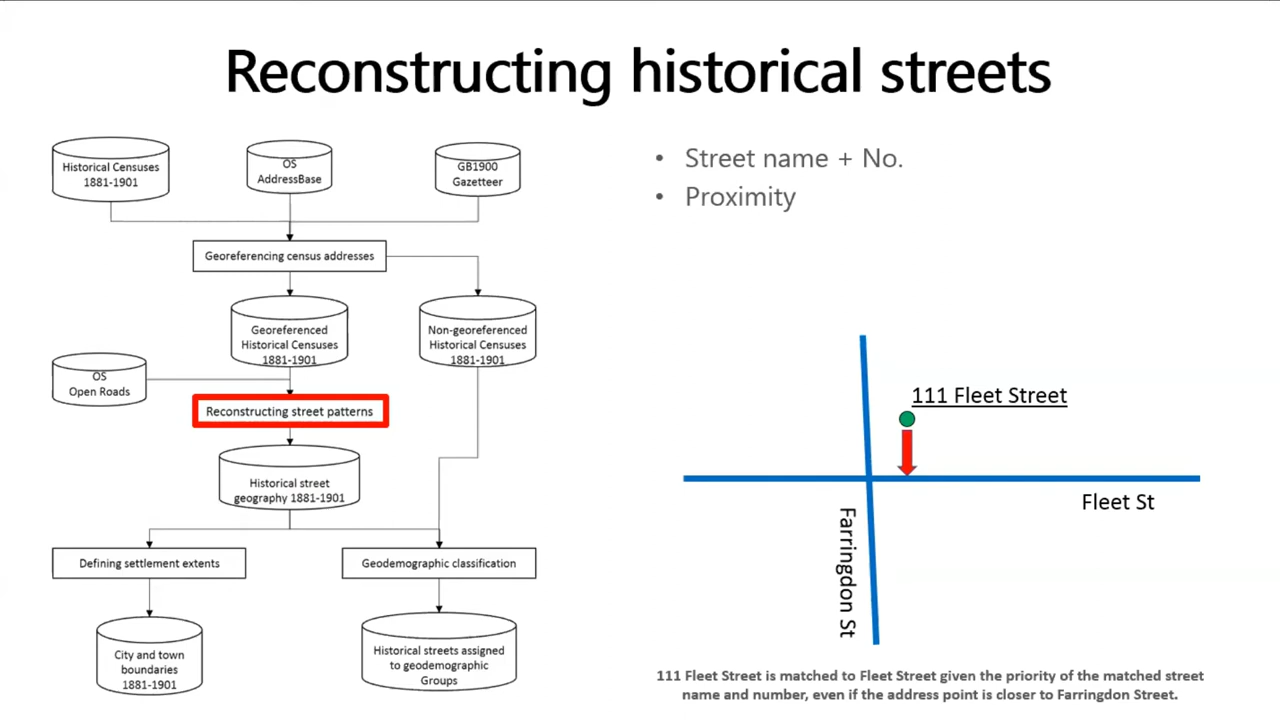 Reconstructing historical streets
Historical Censuses
1881-1901
OS
AddressBase
GB1900
Gazetteer
Georeferencing census addresses
Georeferenced
Historical Censuses
1881-1901
Non-georeferenced
Historical Censuses
1881-1901
OS
Open Roads
Reconstructing street patterns
Historical street
geography 1881-1901
Defining settlement extents
Geodemographic classification
City and town
boundaries
1881-1901
Historical streets assigned
to geodemographic
Groups
• Street name + No.
• Proximity
111 Fleet Street
Fleet St
Farringdon St
111 Fleet Street is matched to Fleet Street given the priority of the matched street
name and number, even if the address point is closer to Farringdon Street.